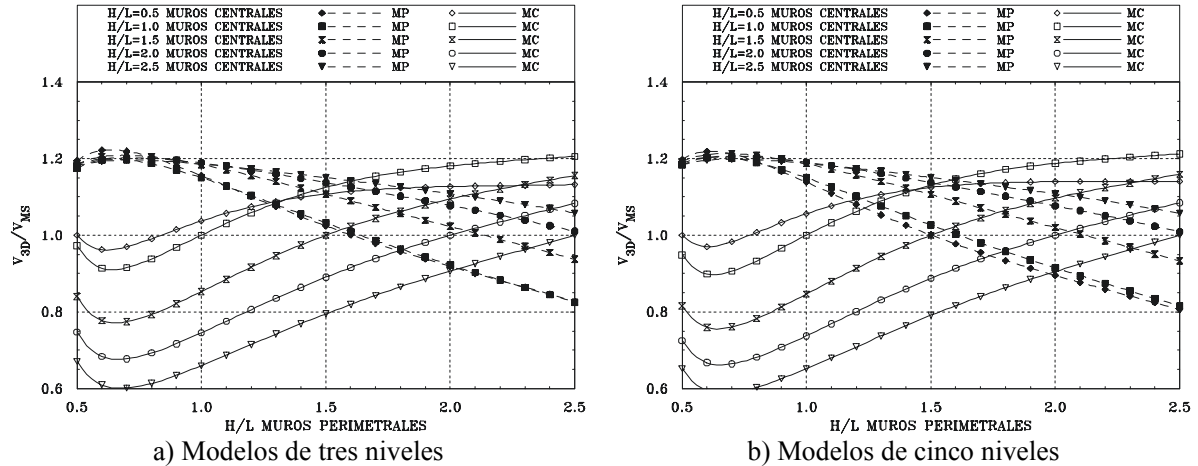 H/L=0.5 MUROS CENTRALES MP MC
H/L=1.0 MUROS CENTRALES MP MC
H/L=1.5 MUROS CENTRALES MP MC
H/L=2.0 MUROS CENTRALES MP MC
H/L=2.5 MUROS CENTRALES MP MC
1.4
1.2
1.0
0.8
0.6
V3D/VMS
0.5 1.0 1.5 2.0 2.5
H/L MUROS PERIMETRALES
a) Modelos de tres niveles
H/L=0.5 MUROS CENTRALES MP MC
H/L=1.0 MUROS CENTRALES MP MC
H/L=1.5 MUROS CENTRALES MP MC
H/L=2.0 MUROS CENTRALES MP MC
H/L=2.5 MUROS CENTRALES MP MC
1.4
1.2
1.0
0.8
0.6
V3D/VMS
0.5 1.0 1.5 2.0 2.5
H/L MUROS PERIMETRALES
b) Modelos de cinco niveles